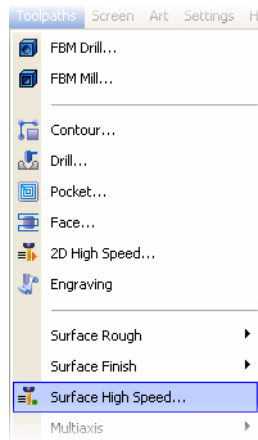 Toolpaths Screen Art Settings H
FBM Drill...
FBM Mill...
Contour...
Drill...
Pocket...
Face...
2D High Speed...
Engraving
Surface Rough
Surface Finish
Surface High Speed...
Multiaxis